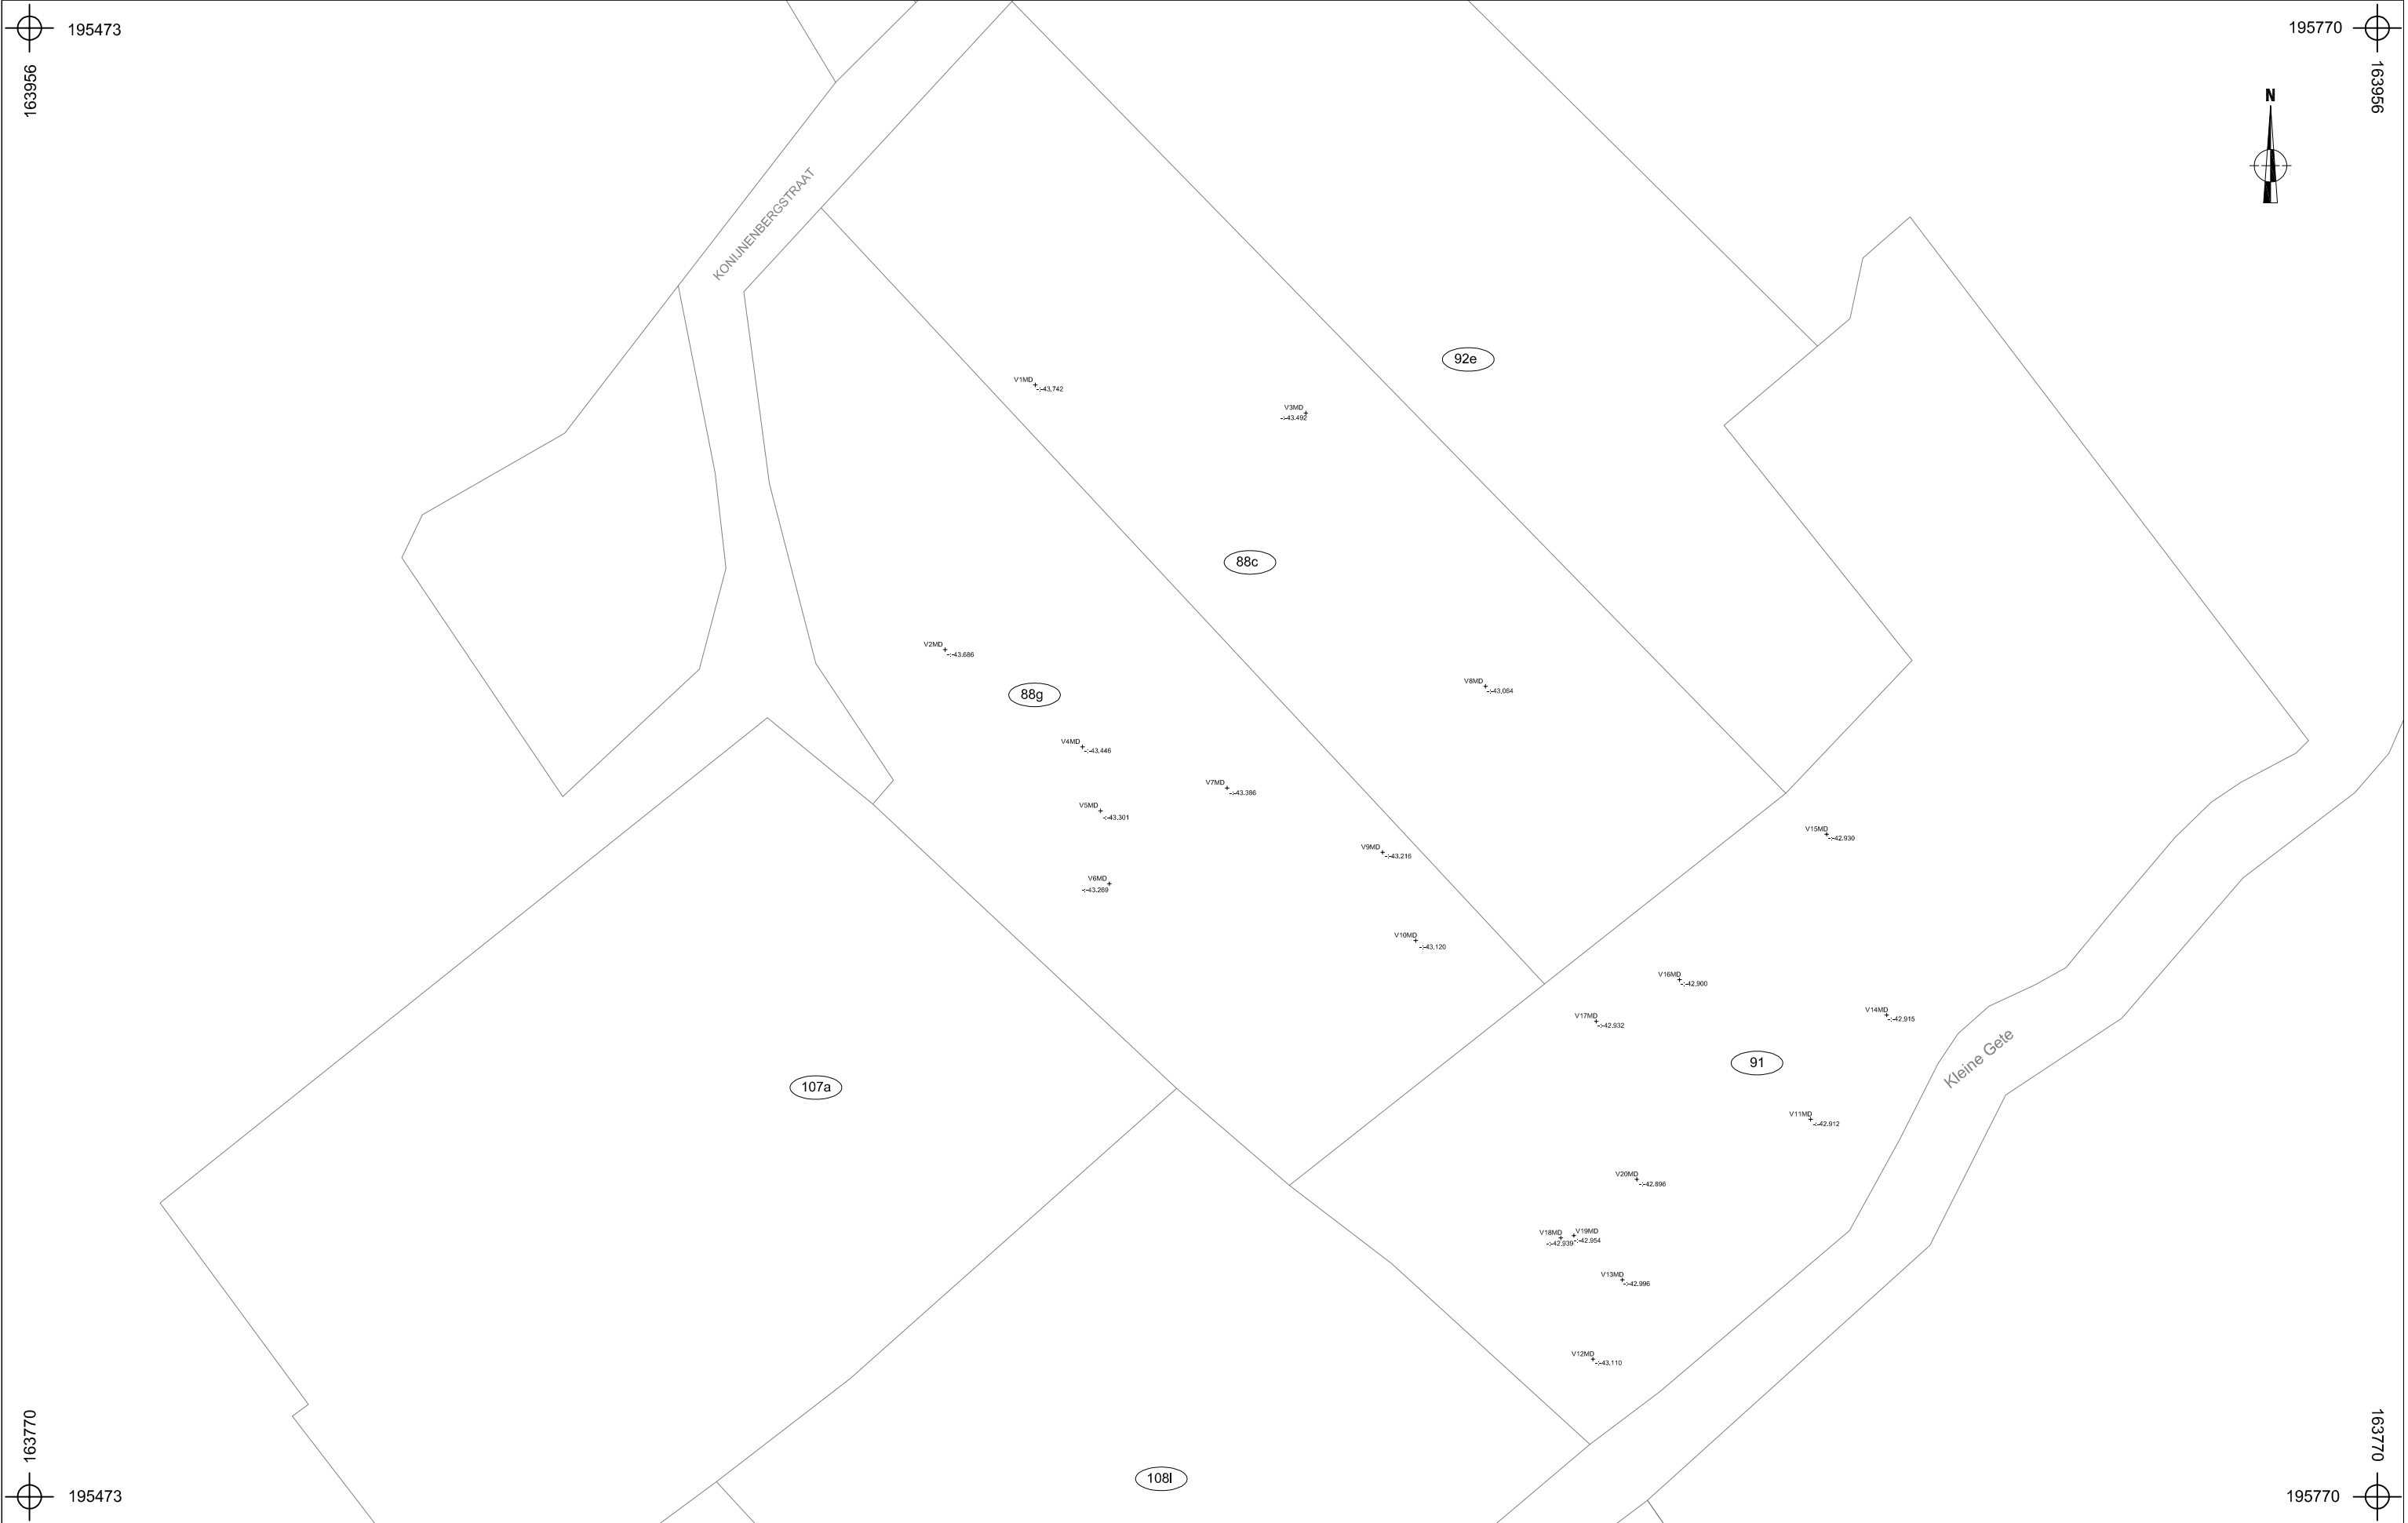 195473
195770
163956
163956
N
KONIJNENBERGSTRAAT
92e
V1MD
43,742
V3MD
43.492
88c
V2MD
43.686
88g
V8MD
43,064
V4MD
43,446
V7MD
43.386
V5MD
43,301
V15MD
42.930
V9MD
43,216
V6MD
43.269
V10MD
43,120
V16MD
42,900
V14MD
42,915
V17MD
42.932
Kleine Gete
91
107a
V11MD
42.912
V20MD
42,896
V18MD
42.939
V19MD
42,954
V13MD
42.996
V12MD
43,110
163770
163770
108l
195473
195770